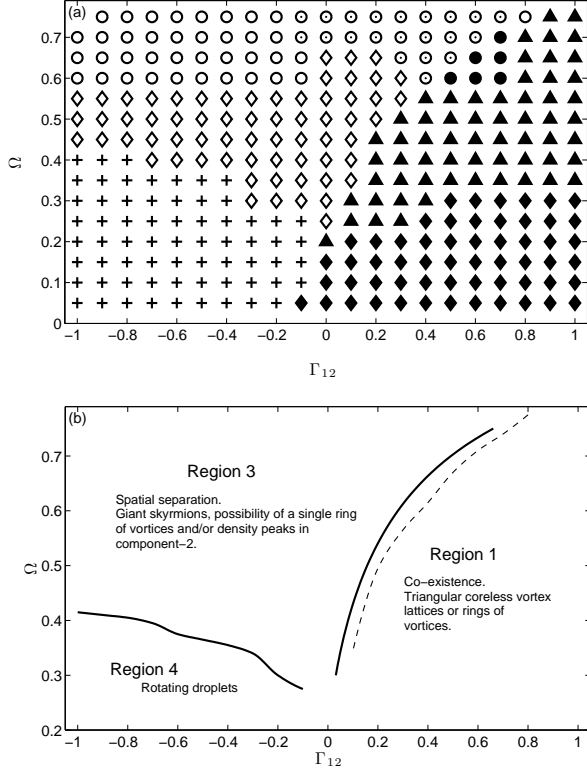 (a)
0.7
0.6
0.5
Ω
0.4
0.3
0.2
0.1
0
−1 −0.8 −0.6 −0.4 −0.2 0 0.2 0.4 0.6 0.8 1
Γ12
(b)
0.7
Region 3
Spatial separation.
Giant skyrmions, possibility of a single ring
of vortices and/or density peaks in
component−2.
0.6
Region 1
0.5
Ω
Co−existence.
Triangular coreless vortex
lattices or rings of
vortices.
0.4
Region 4
Rotating droplets
0.3
0.2
−1 −0.8 −0.6 −0.4 −0.2 0 0.2 0.4 0.6 0.8 1
Γ12